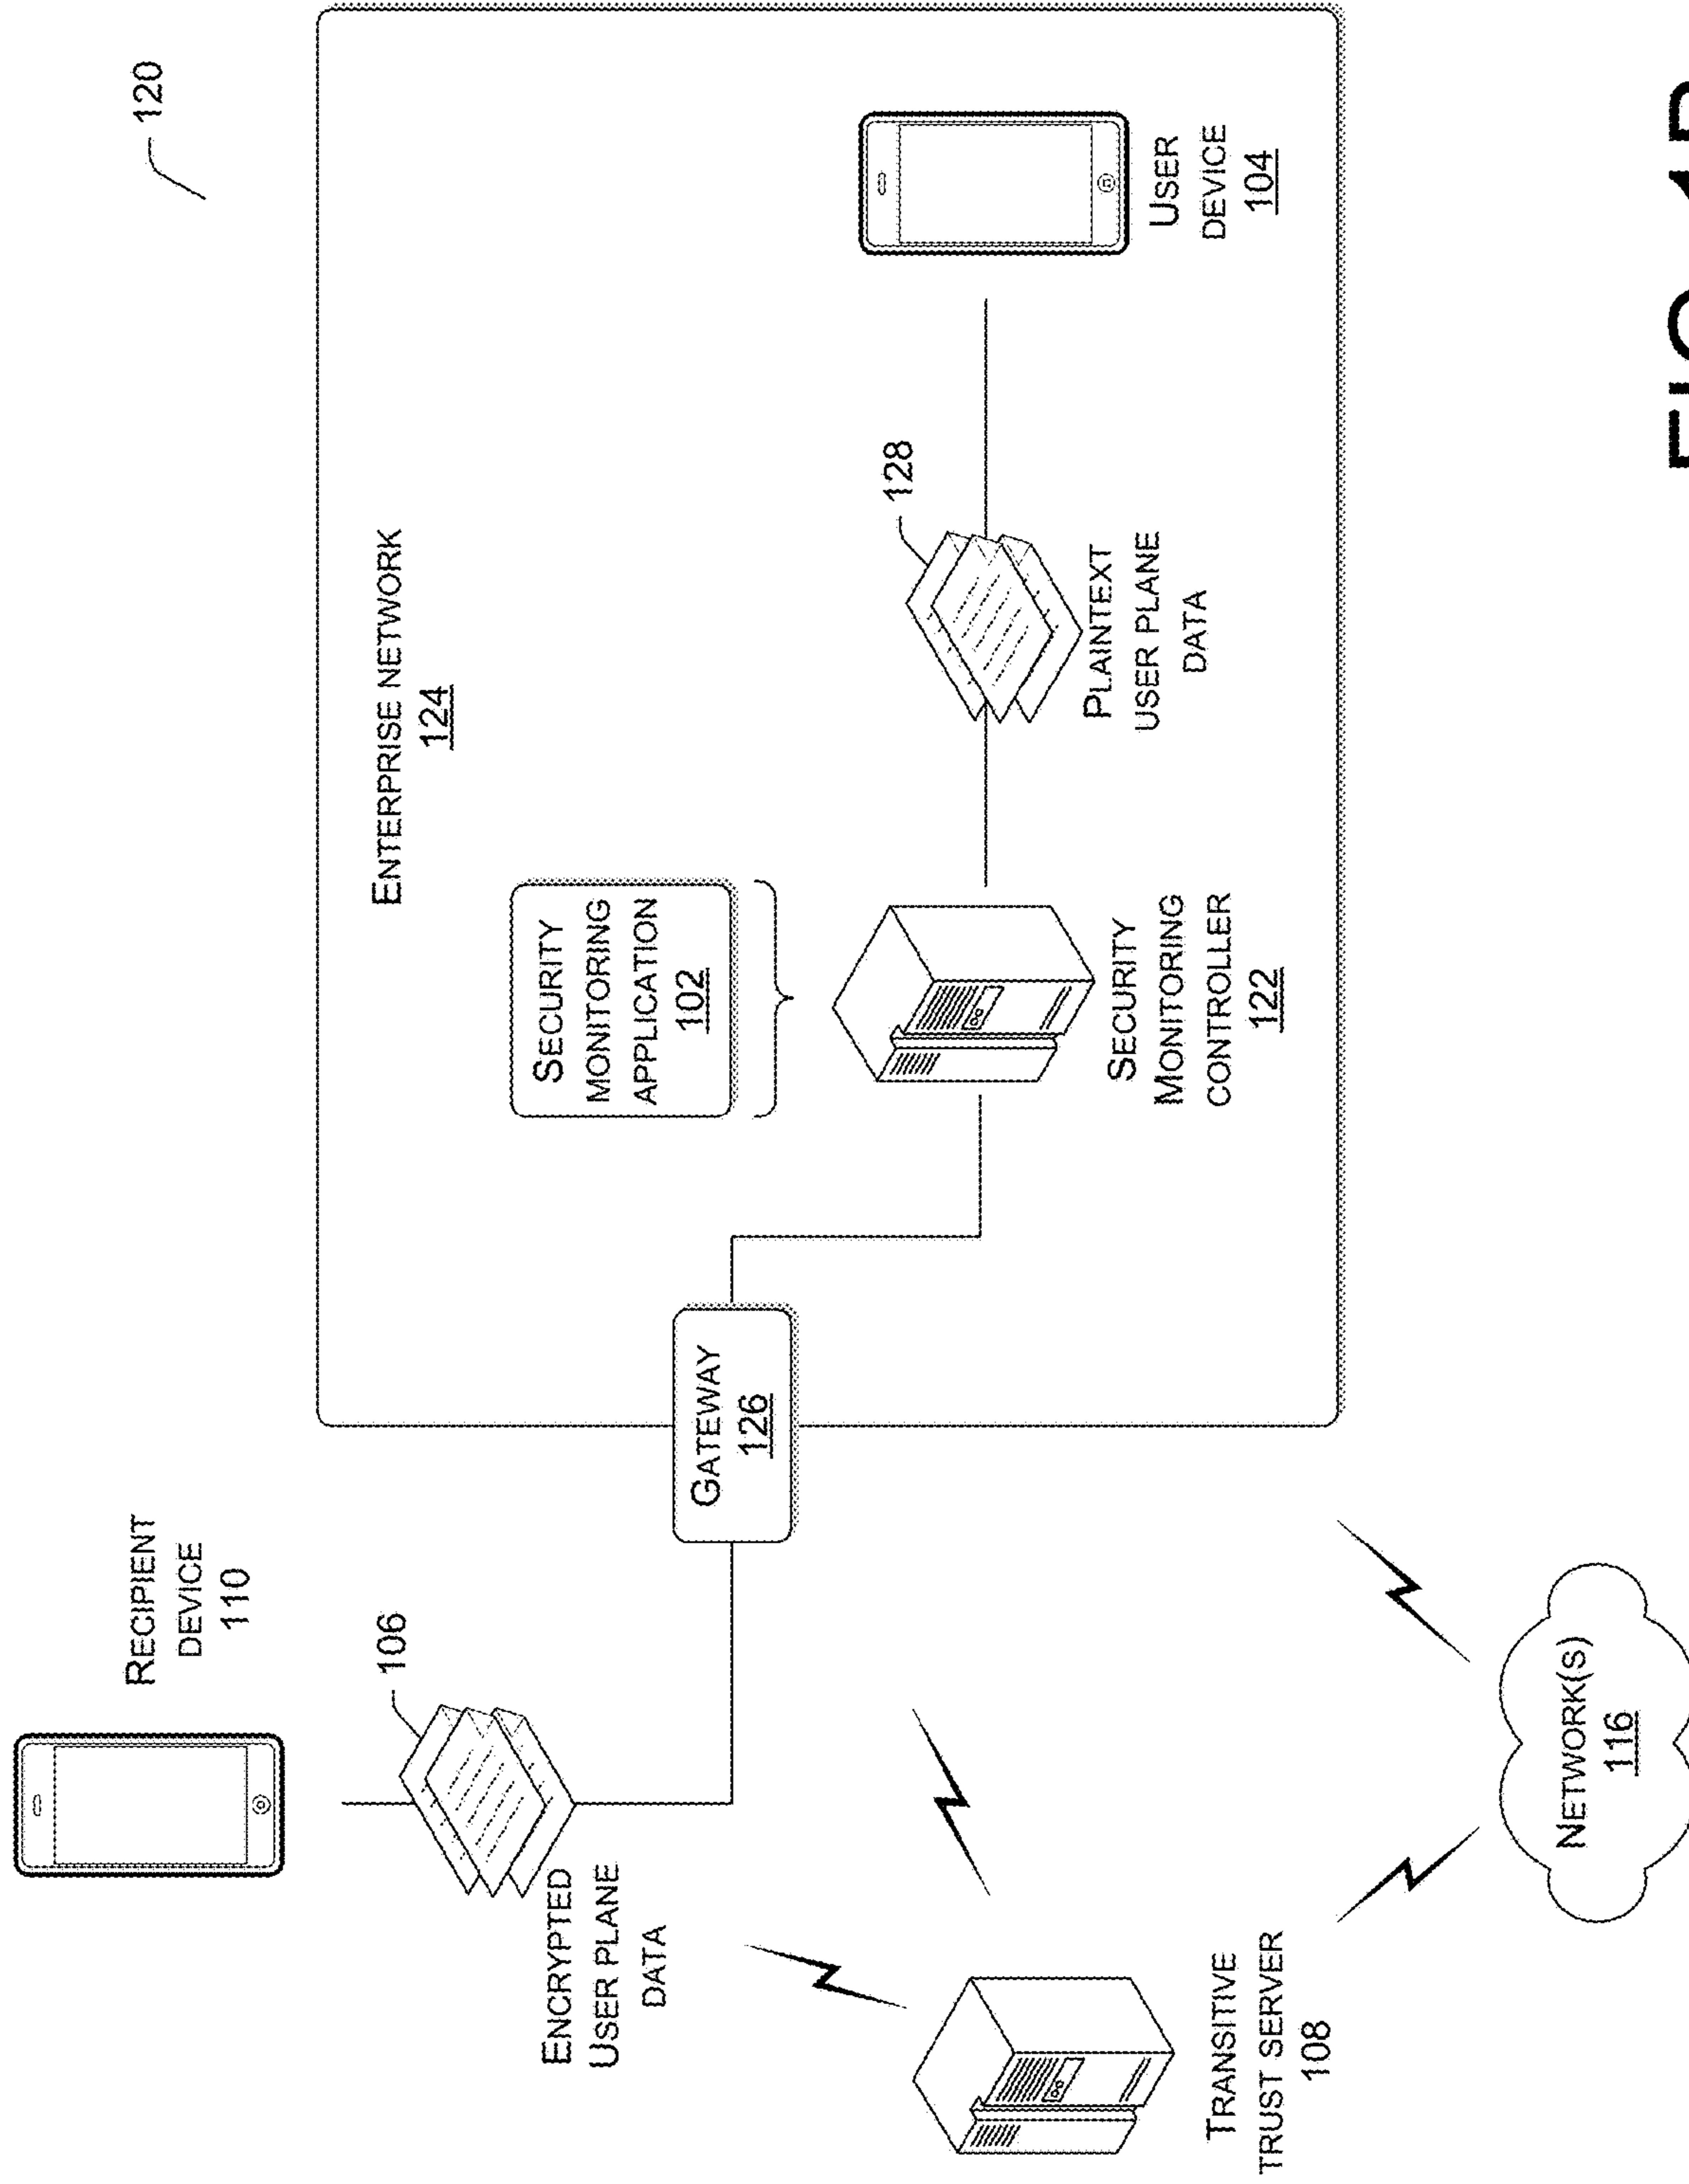 RECIPIENT
DEVICE
110
120
106
ENCRYPTED
USER PLANE
DATA
ENTERPRISE NETWORK
124
SECURITY
MONITORING
APPLICATION
102
GATEWAY
126
128
TRANSITIVE
TRUST SERVER
108
SECURITY
MONITORING
CONTROLLER
122
PLAINTEXT
USER PLANE
DATA
USER
DEVICE
104
NETWORK(S)
116